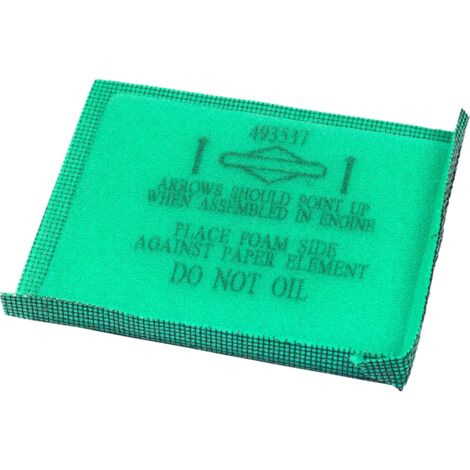 493537
ARROWS SHOULD POINT UP
WHEN ASSEMBLED IN ENGINE
PLACE FOAM SIDE
AGAINST PAPER ELEMENT
DO NOT OIL